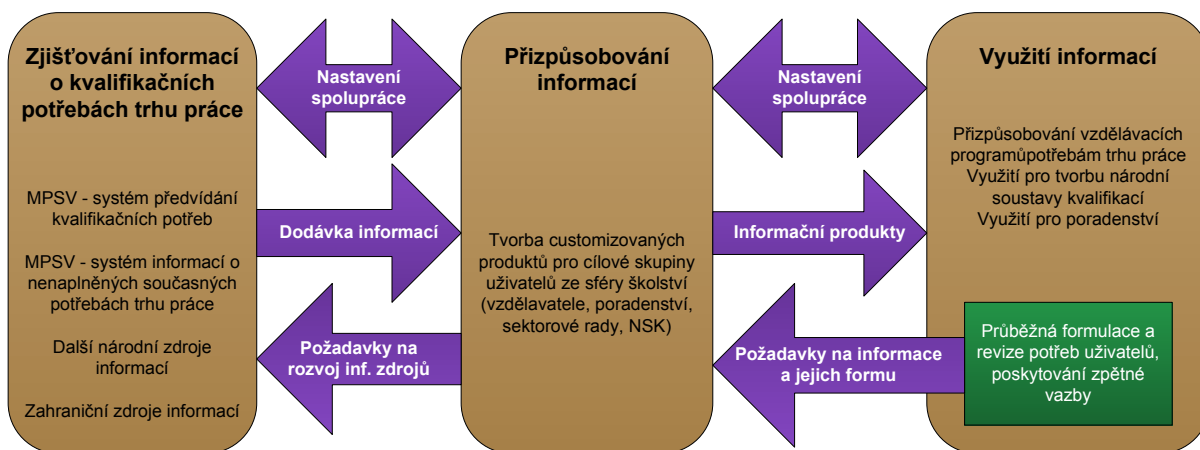 Zjišťování informací
o kvalifikačních
potřebách trhu práce
MPSV - systém předvídání
kvalifikačních potřeb
MPSV - systém informací o
nenaplněných současných
potřebách trhu práce
Další národní zdroje
informací
Zahraniční zdroje informací
Nastavení
spolupráce
Dodávka informací
Požadavky na
rozvoj inf. zdrojů
Přizpůsobování
informací
Tvorba customizovaných
produktů pro cílové skupiny
uživatelů ze sféry školství
(vzdělavatele, poradenství,
sektorové rady, NSK)
Nastavení
spolupráce
Informační produkty
Požadavky na informace
a jejich formu
Využití informací
Přizpůsobování vzdělávacích
programůpotřebám trhu práce
Využití pro tvorbu národní
soustavy kvalifikací
Využití pro poradenství
Průběžná formulace a
revize potřeb uživatelů,
poskytování zpětné
vazby